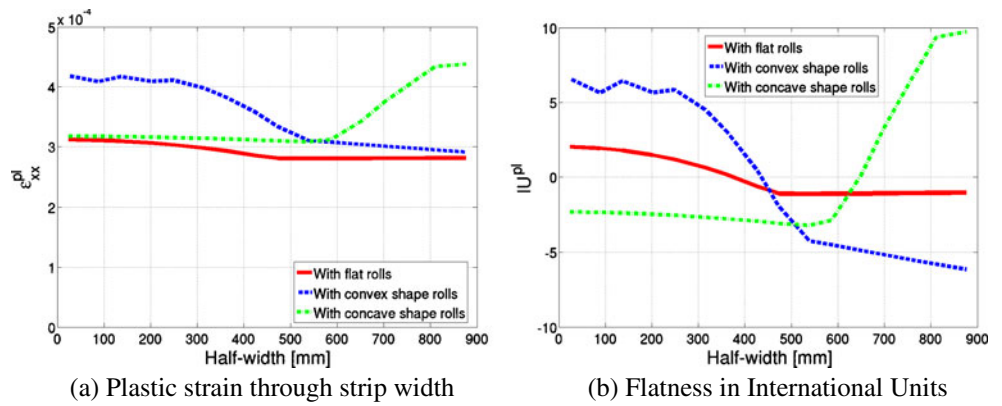 x 10⁻⁴
5
4
3
2
1
0
ε^pl_xx
With flat rolls
With convex shape rolls
With concave shape rolls
0 100 200 300 400 500 600 700 800 900
Half-width [mm]
(a) Plastic strain through strip width
10
5
0
-5
-10
IU^pl
With flat rolls
With convex shape rolls
With concave shape rolls
0 100 200 300 400 500 600 700 800 900
Half-width [mm]
(b) Flatness in International Units